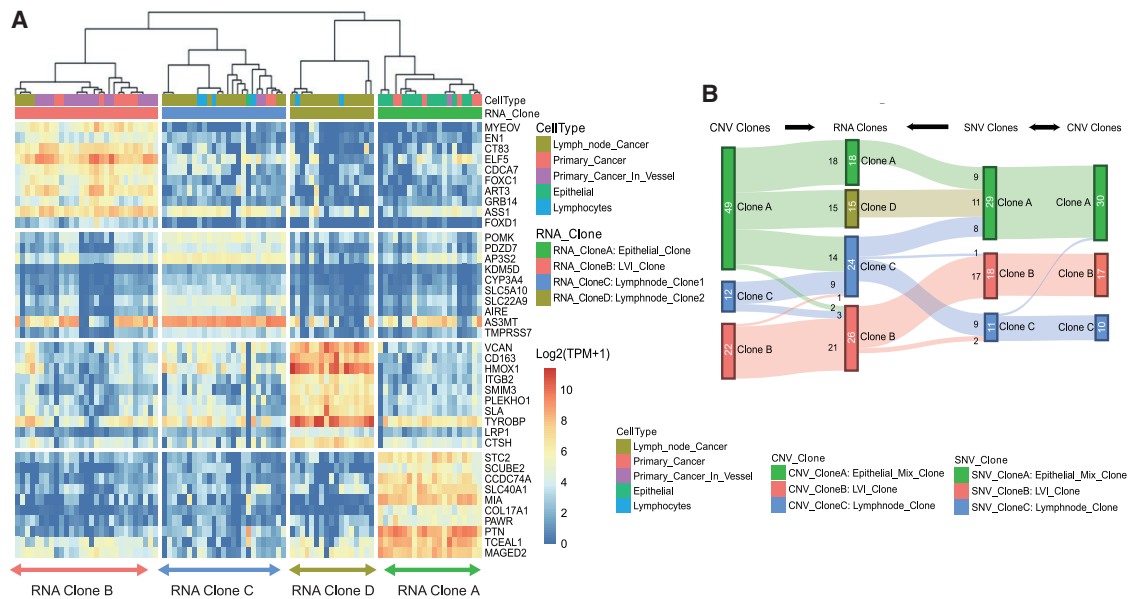 A
CellType
RNA_Clone
MYEOV
EN1
CT83
ELF5
CDCA7
FOXC1
ART3
GRB14
ASS1
FOXD1
POMK
PDZD7
AP3S2
KDM5D
CYP3A4
SLC5A10
SLC22A9
AIRE
AS3MT
TMPRSS7
VCAN
CD163
HMOX1
ITGB2
SMIM3
PLEKHO1
SLA
TYROBP
LRP1
CTSH
STC2
SCUBE2
CCDC74A
SLC40A1
MIA
COL17A1
PAWR
PTN
TCEAL1
MAGED2
RNA Clone B
RNA Clone C
RNA Clone D
RNA Clone A
CellType
Lymph_node_Cancer
Primary_Cancer
Primary_Cancer_In_Vessel
Epithelial
Lymphocytes
RNA_Clone
RNA_CloneA: Epithelial_Clone
RNA_CloneB: LVI_Clone
RNA_CloneC: Lymphnode_Clone1
RNA_CloneD: Lymphnode_Clone2
Log2(TPM+1)
10
8
6
4
2
0
B
CNV Clones
RNA Clones
SNV Clones
CNV Clones
49
Clone A
12
Clone C
22
Clone B
18
15
14
9
1
2
3
21
18
Clone A
15
Clone D
24
Clone C
26
Clone B
9
11
8
1
17
9
2
29
Clone A
18
Clone B
11
Clone C
Clone A
30
Clone B
17
Clone C
10
CellType
Lymph_node_Cancer
Primary_Cancer
Primary_Cancer_In_Vessel
Epithelial
Lymphocytes
CNV_Clone
CNV_CloneA: Epithelial_Mix_Clone
CNV_CloneB: LVI_Clone
CNV_CloneC: Lymphnode_Clone
SNV_Clone
SNV_CloneA: Epithelial_Mix_Clone
SNV_CloneB: LVI_Clone
SNV_CloneC: Lymphnode_Clone